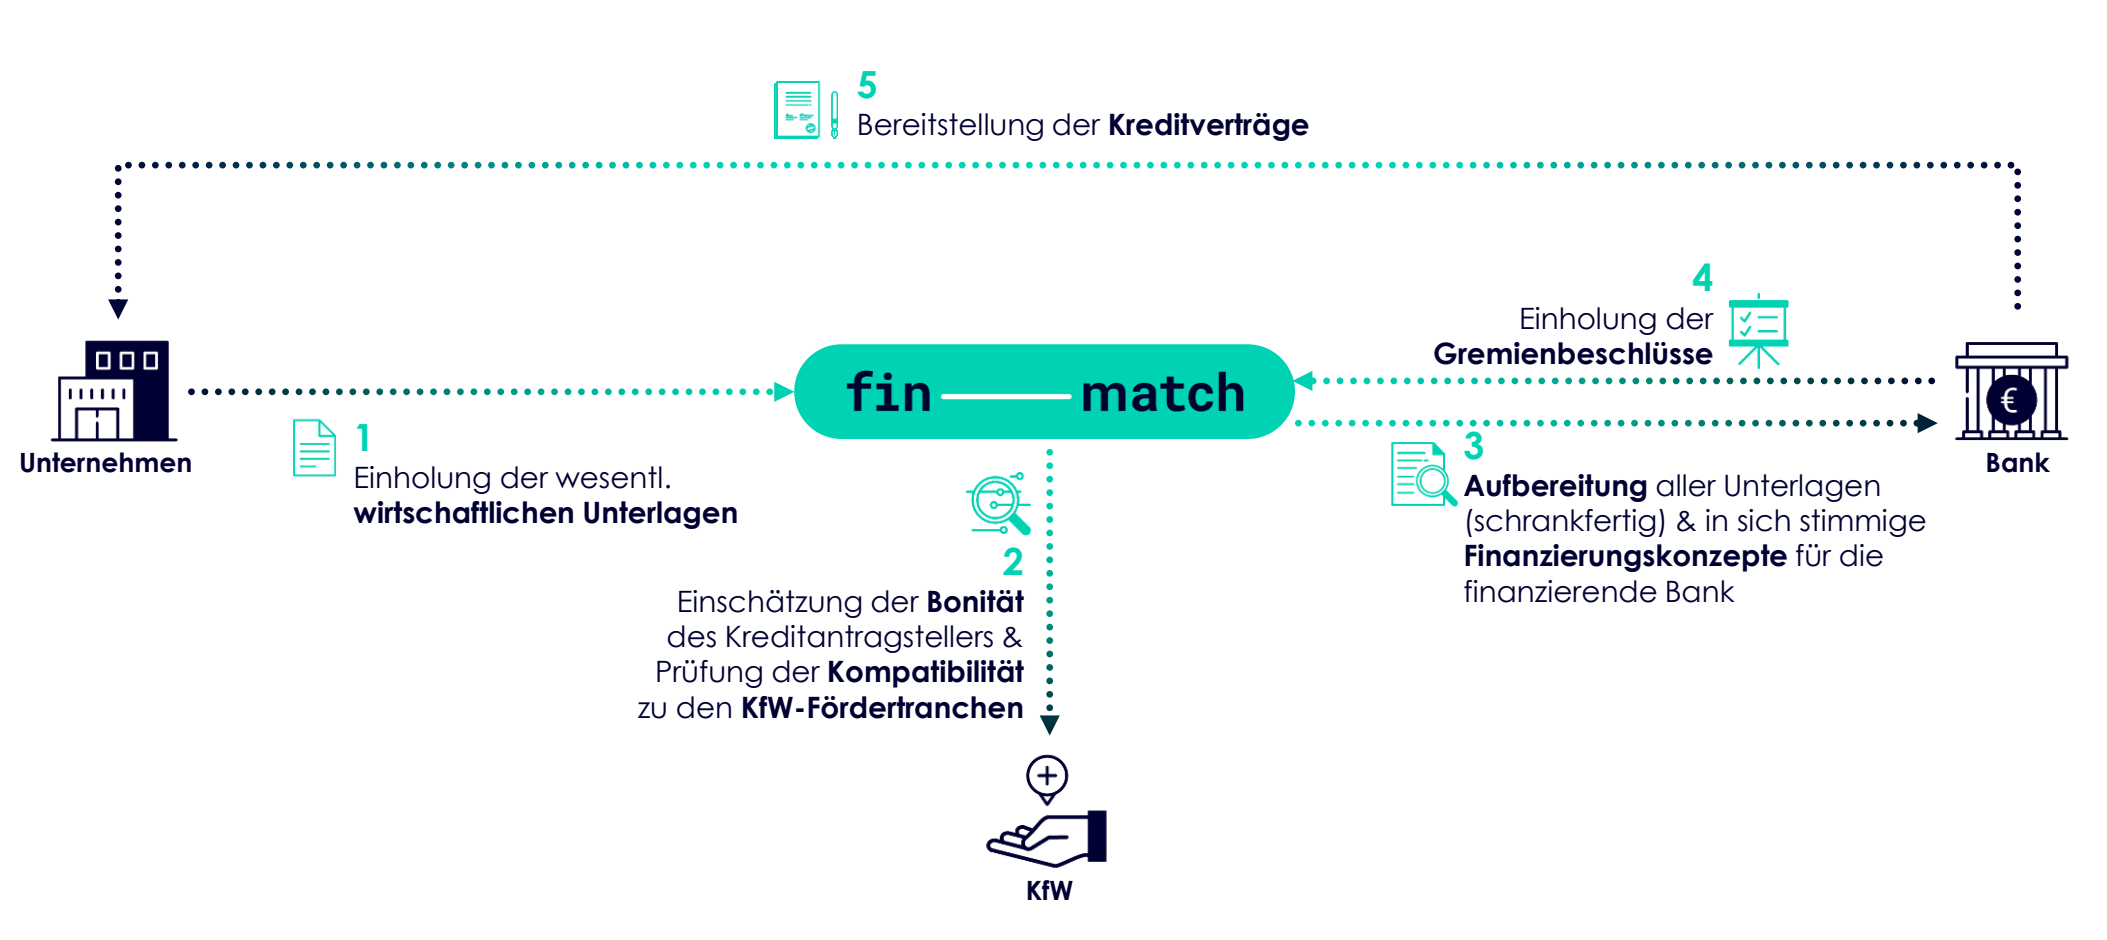 5
Bereitstellung der Kreditverträge
4
Einholung der
Gremienbeschlüsse
fin match
€
Unternehmen
Bank
1
Einholung der wesentl.
wirtschaftlichen Unterlagen
3
Aufbereitung aller Unterlagen
(schrankfertig) & in sich stimmige
Finanzierungskonzepte für die
finanzierende Bank
2
Einschätzung der Bonität
des Kreditantragstellers &
Prüfung der Kompatibilität
zu den KfW-Fördertranchen
KfW